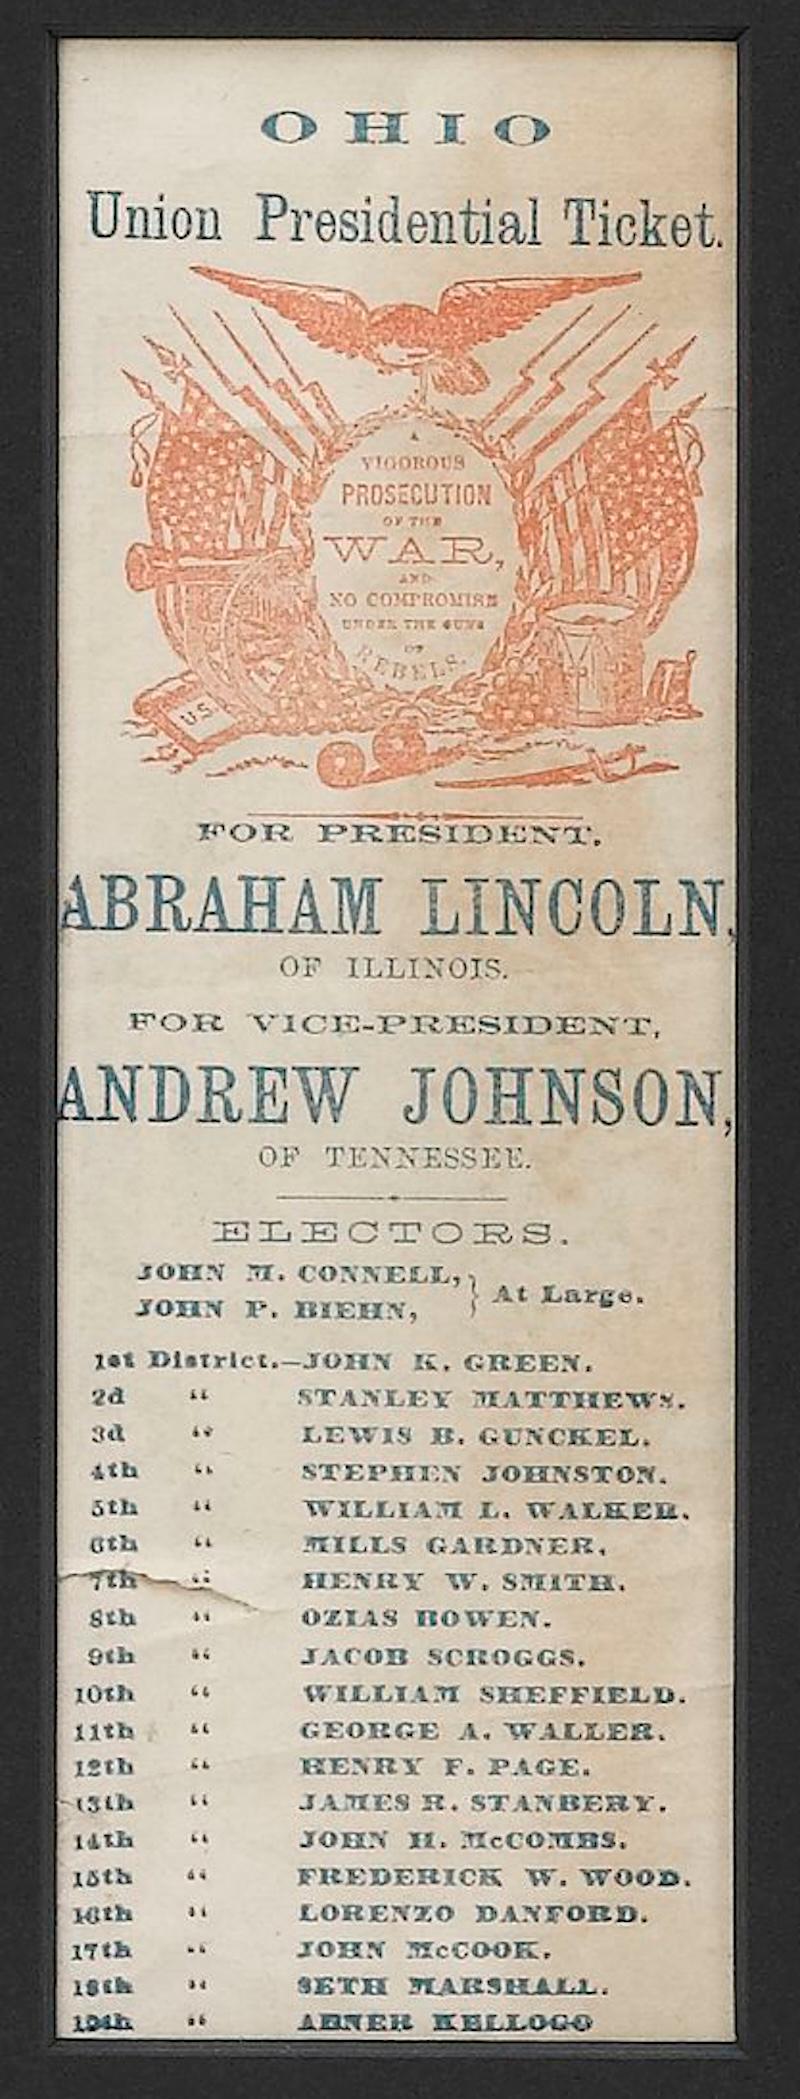 OHIO
Union Presidential Ticket.
A
VIGOROUS
PROSECUTION
OF THE
WAR,
AND
NO COMPROMISE
UNDER THE GUNS
OF
REBELS.
U S
FOR PRESIDENT,
ABRAHAM LINCOLN,
OF ILLINOIS.
FOR VICE-PRESIDENT,
ANDREW JOHNSON,
OF TENNESSEE.
ELECTORS.
JOHN M. CONNELL, } At Large.
JOHN P. BIEHN,
1st District.—JOHN K. GREEN.
2d " STANLEY MATTHEWS.
3d " LEWIS B. GUNCKEL.
4th " STEPHEN JOHNSTON.
5th " WILLIAM L. WALKER.
6th " MILLS GARDNER.
7th " HENRY W. SMITH.
8th " OZIAS BOWEN.
9th " JACOB SCROGGS.
10th " WILLIAM SHEFFIELD.
11th " GEORGE A. WALLER.
12th " HENRY F. PAGE.
13th " JAMES R. STANBERY.
14th " JOHN H. McCOMBS.
15th " FREDERICK W. WOOD.
16th " LORENZO DANFORD.
17th " JOHN McCOOK.
18th " SETH MARSHALL.
19th " ABNER KELLOGG